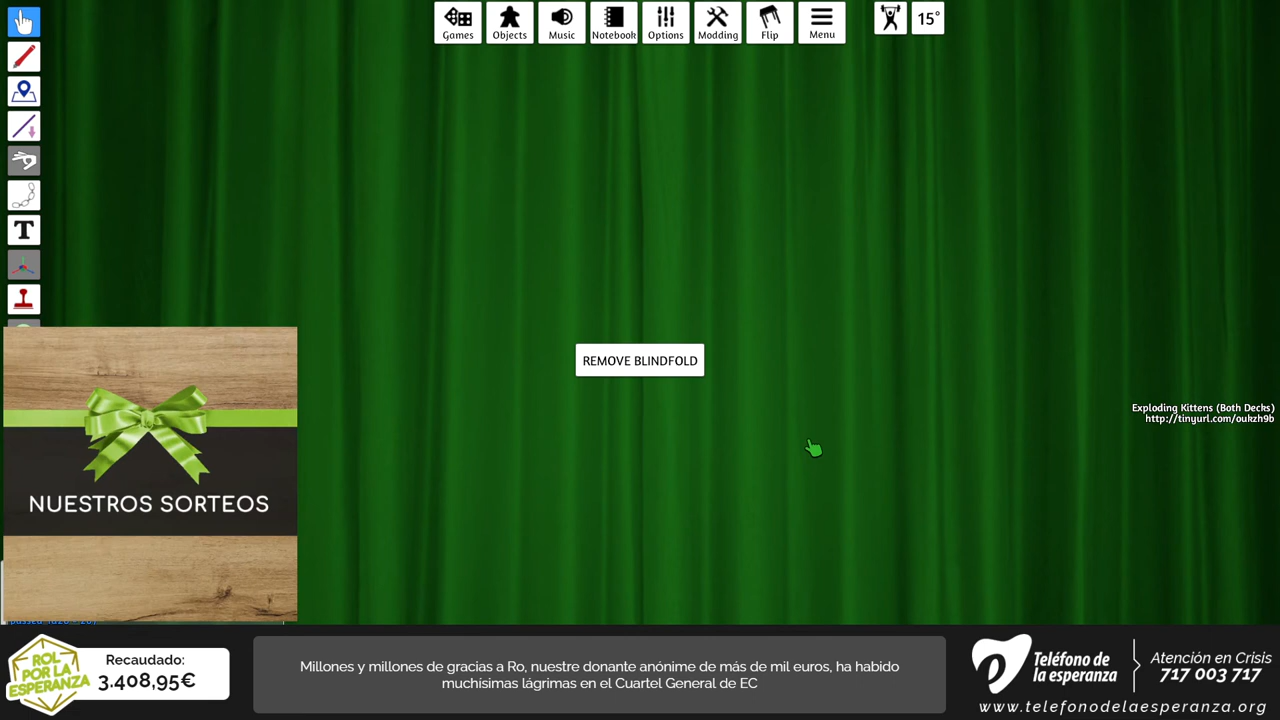 Games
Objects
Music
Notebook
Options
Modding
Flip
Menu
15°
T
REMOVE BLINDFOLD
Exploding Kittens (Both Decks)
http://tinyurl.com/oukzh9b
NUESTROS SORTEOS
ROL
POR LA
ESPERANZA
Recaudado:
3.408,95€
Millones y millones de gracias a Ro, nuestre donante anónime de más de mil euros, ha habido
muchísimas lágrimas en el Cuartel General de EC
Teléfono de
la esperanza
Atención en Crisis
717 003 717
www.telefonodelaesperanza.org